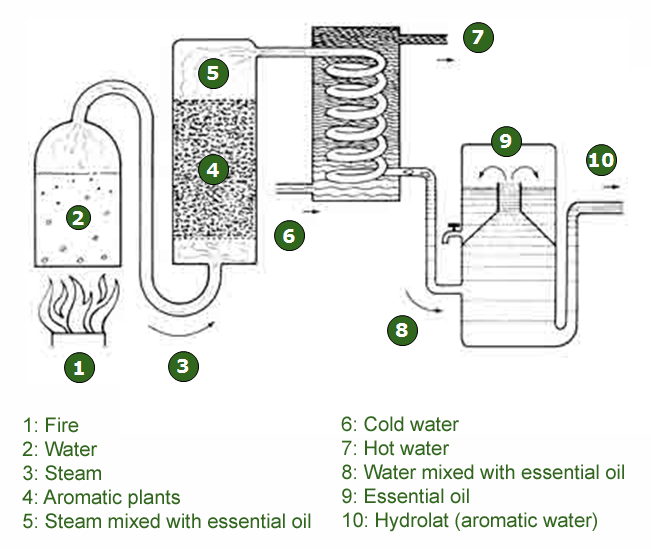 7
9
5
10
4
2
6
8
3
1
1: Fire
2: Water
3: Steam
4: Aromatic plants
5: Steam mixed with essential oil
6: Cold water
7: Hot water
8: Water mixed with essential oil
9: Essential oil
10: Hydrolat (aromatic water)